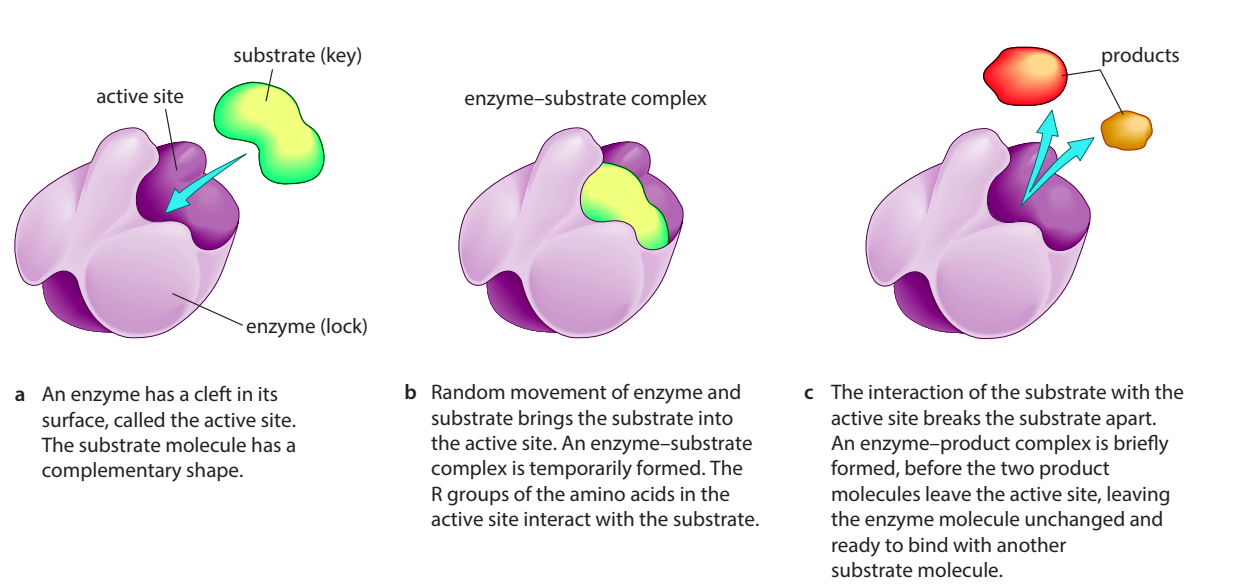 substrate (key)
active site
enzyme (lock)
enzyme–substrate complex
products
a An enzyme has a cleft in its
surface, called the active site.
The substrate molecule has a
complementary shape.
b Random movement of enzyme and
substrate brings the substrate into
the active site. An enzyme–substrate
complex is temporarily formed. The
R groups of the amino acids in the
active site interact with the substrate.
c The interaction of the substrate with the
active site breaks the substrate apart.
An enzyme–product complex is briefly
formed, before the two product
molecules leave the active site, leaving
the enzyme molecule unchanged and
ready to bind with another
substrate molecule.